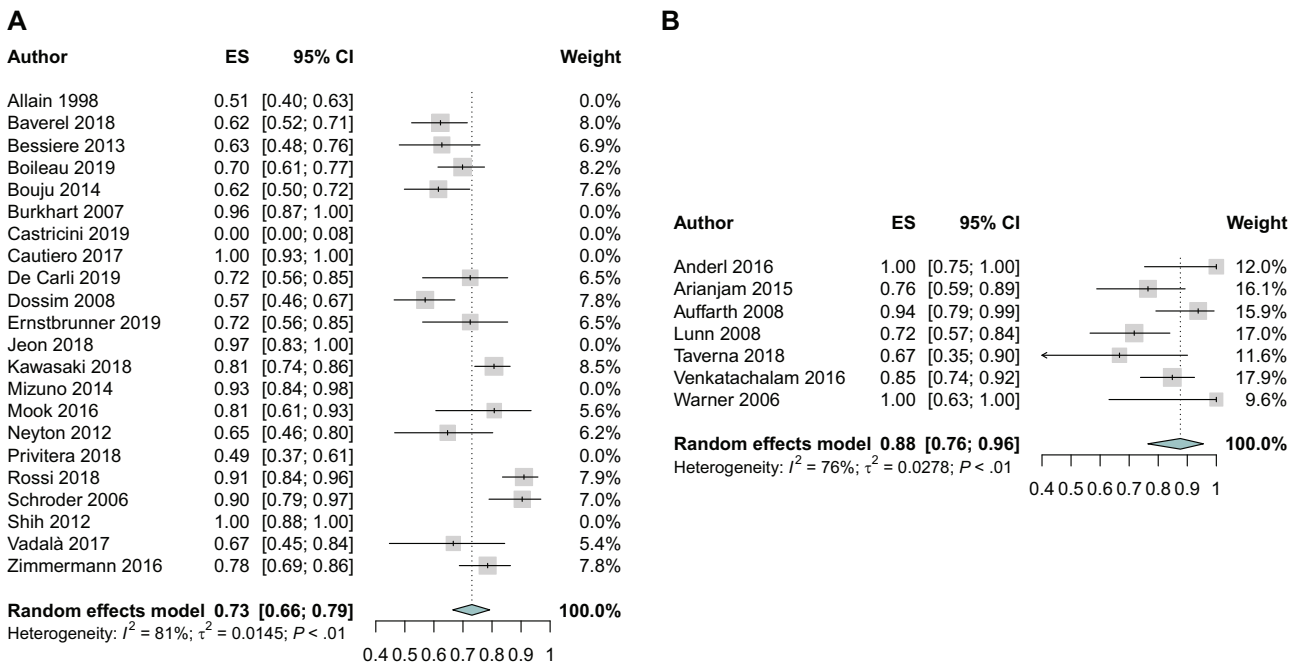 A
Author ES 95% CI Weight
Allain 1998 0.51 [0.40; 0.63] 0.0%
Baverel 2018 0.62 [0.52; 0.71] 8.0%
Bessiere 2013 0.63 [0.48; 0.76] 6.9%
Boileau 2019 0.70 [0.61; 0.77] 8.2%
Bouju 2014 0.62 [0.50; 0.72] 7.6%
Burkhart 2007 0.96 [0.87; 1.00] 0.0%
Castricini 2019 0.00 [0.00; 0.08] 0.0%
Cautiero 2017 1.00 [0.93; 1.00] 0.0%
De Carli 2019 0.72 [0.56; 0.85] 6.5%
Dossim 2008 0.57 [0.46; 0.67] 7.8%
Ernstbrunner 2019 0.72 [0.56; 0.85] 6.5%
Jeon 2018 0.97 [0.83; 1.00] 0.0%
Kawasaki 2018 0.81 [0.74; 0.86] 8.5%
Mizuno 2014 0.93 [0.84; 0.98] 0.0%
Mook 2016 0.81 [0.61; 0.93] 5.6%
Neyton 2012 0.65 [0.46; 0.80] 6.2%
Privitera 2018 0.49 [0.37; 0.61] 0.0%
Rossi 2018 0.91 [0.84; 0.96] 7.9%
Schroder 2006 0.90 [0.79; 0.97] 7.0%
Shih 2012 1.00 [0.88; 1.00] 0.0%
Vadalà 2017 0.67 [0.45; 0.84] 5.4%
Zimmermann 2016 0.78 [0.69; 0.86] 7.8%
Random effects model 0.73 [0.66; 0.79] 100.0%
Heterogeneity: I² = 81%; τ² = 0.0145; P < .01
0.4 0.5 0.6 0.7 0.8 0.9 1
B
Author ES 95% CI Weight
Anderl 2016 1.00 [0.75; 1.00] 12.0%
Arianjam 2015 0.76 [0.59; 0.89] 16.1%
Auffarth 2008 0.94 [0.79; 0.99] 15.9%
Lunn 2008 0.72 [0.57; 0.84] 17.0%
Taverna 2018 0.67 [0.35; 0.90] 11.6%
Venkatachalam 2016 0.85 [0.74; 0.92] 17.9%
Warner 2006 1.00 [0.63; 1.00] 9.6%
Random effects model 0.88 [0.76; 0.96] 100.0%
Heterogeneity: I² = 76%; τ² = 0.0278; P < .01
0.4 0.5 0.6 0.7 0.8 0.9 1